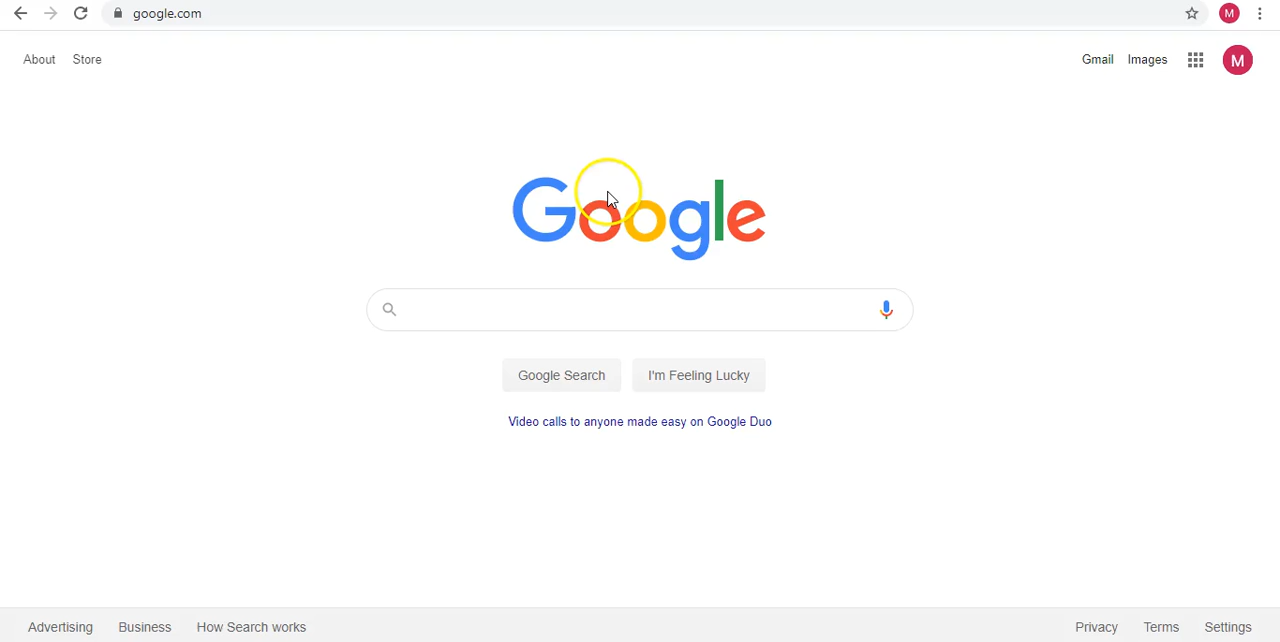 google.com
M
About Store
Gmail Images
M
Google
Google Search I'm Feeling Lucky
Video calls to anyone made easy on Google Duo
Advertising Business How Search works
Privacy Terms Settings